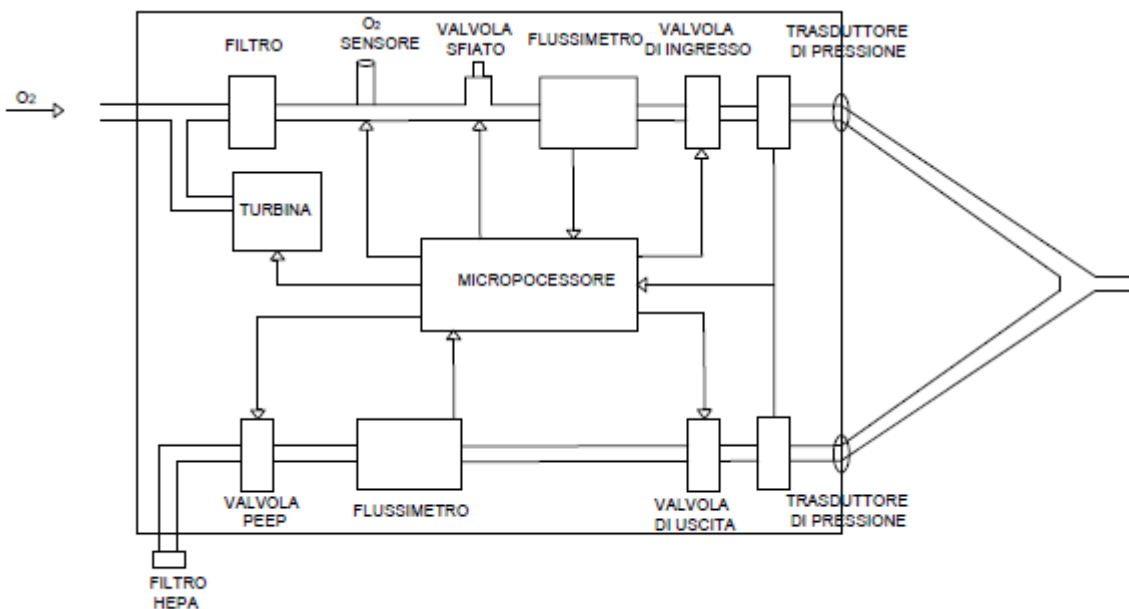 O2
FILTRO
O2
SENSORE
VALVOLA
SFIATO
FLUSSIMETRO
VALVOLA
DI INGRESSO
TRASDUTTORE
DI PRESSIONE
TURBINA
MICROPOCESSORE
VALVOLA
PEEP
FLUSSIMETRO
VALVOLA
DI USCITA
TRASDUTTORE
DI PRESSIONE
FILTRO
HEPA